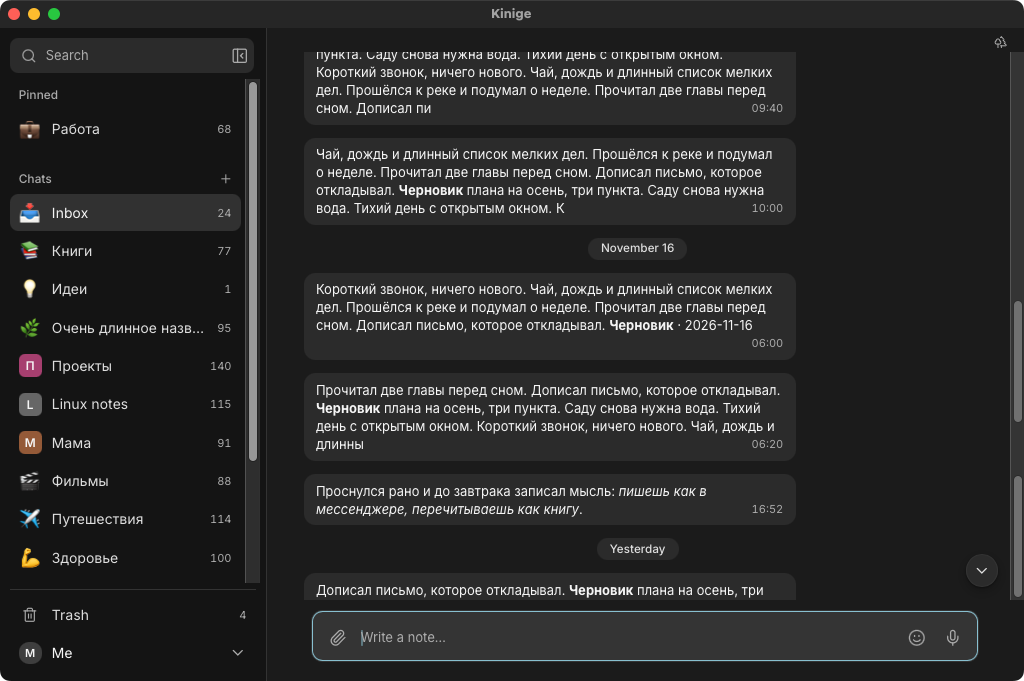 Kinige
Search
Pinned
Работа 68
Chats
Inbox 24
Книги 77
Идеи 1
Очень длинное назв... 95
П Проекты 140
L Linux notes 115
М Мама 91
Фильмы 88
Путешествия 114
Здоровье 100
Trash 4
M Me
пункта. Саду снова нужна вода. Тихий день с открытым окном.
Короткий звонок, ничего нового. Чай, дождь и длинный список мелких
дел. Прошёлся к реке и подумал о неделе. Прочитал две главы перед
сном. Дописал пи 09:40
Чай, дождь и длинный список мелких дел. Прошёлся к реке и подумал
о неделе. Прочитал две главы перед сном. Дописал письмо, которое
откладывал. Черновик плана на осень, три пункта. Саду снова нужна
вода. Тихий день с открытым окном. К 10:00
November 16
Короткий звонок, ничего нового. Чай, дождь и длинный список мелких
дел. Прошёлся к реке и подумал о неделе. Прочитал две главы перед
сном. Дописал письмо, которое откладывал. Черновик · 2026-11-16
06:00
Прочитал две главы перед сном. Дописал письмо, которое откладывал.
Черновик плана на осень, три пункта. Саду снова нужна вода. Тихий
день с открытым окном. Короткий звонок, ничего нового. Чай, дождь и
длинны 06:20
Проснулся рано и до завтрака записал мысль: пишешь как в
мессенджере, перечитываешь как книгу. 16:52
Yesterday
Дописал письмо, которое откладывал. Черновик плана на осень, три
Write a note...